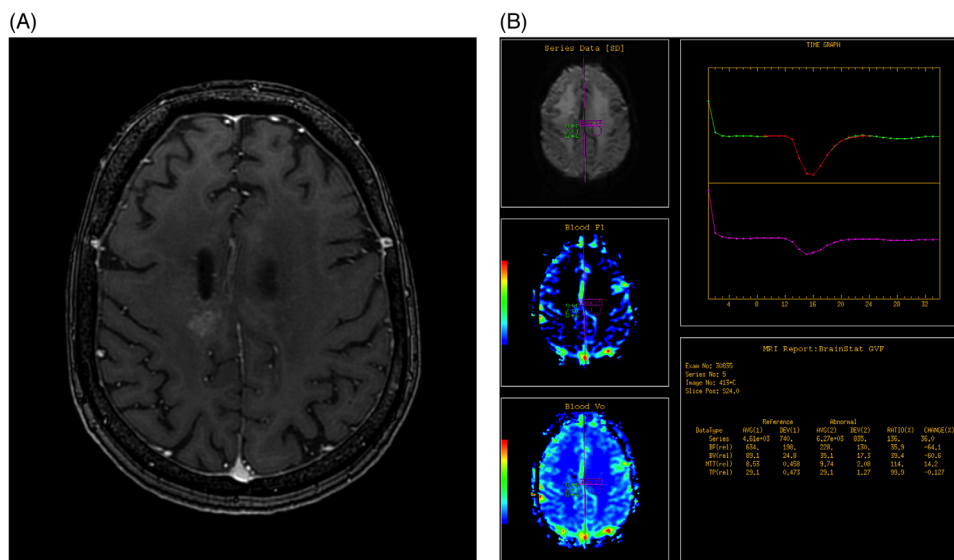 (A)
(B)
Series Data [SD]
Blood Fl
Blood Vo
TIME GRAPH
4 8 12 16 20 24 28 32
MRI Report:BrainStat GVF
Exam No: 30835
Series No: 5
Image No: 413+C
Slice Pos: S24.0
Reference Abnormal
DataType AVG(1) DEV(1) AVG(2) DEV(2) RATIO(%) CHANGE(%)
Series 4.61e+03 740. 6.27e+03 835. 136. 36.0
BF(rel) 634. 198. 228. 130. 35.9 -64.1
BV(rel) 89.1 24.8 35.1 17.3 39.4 -60.6
MTT(rel) 8.53 0.458 9.74 2.08 114. 14.2
TP(rel) 29.1 0.473 29.1 1.27 99.9 -0.127